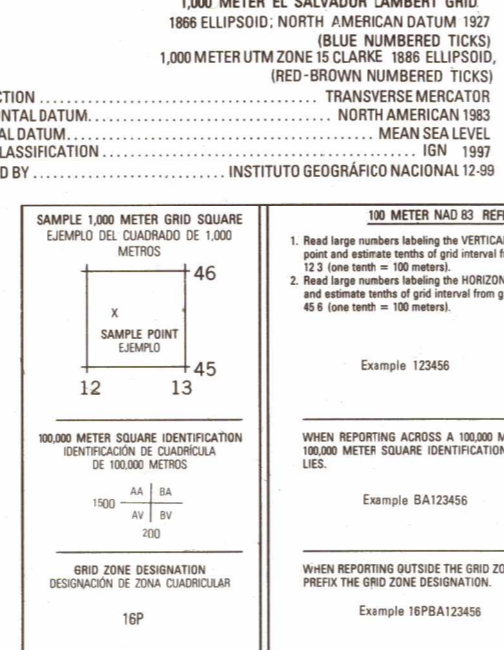 1,000 METER EL SALVADOR LAMBERT GRID
1866 ELLIPSOID; NORTH AMERICAN DATUM 1927
(BLUE NUMBERED TICKS)
1,000 METER UTM ZONE 15 CLARKE 1886 ELLIPSOID,
(RED-BROWN NUMBERED TICKS)
CTION ........ TRANSVERSE MERCATOR
NTAL DATUM........ NORTH AMERICAN 1983
AL DATUM........ MEAN SEA LEVEL
LASSIFICATION ........ IGN 1997
D BY ........ INSTITUTO GEOGRÁFICO NACIONAL 12-99
SAMPLE 1,000 METER GRID SQUARE
EJEMPLO DEL CUADRADO DE 1,000
METROS
46
X
SAMPLE POINT
EJEMPLO
45
12 13
100,000 METER SQUARE IDENTIFICATION
IDENTIFICACIÓN DE CUADRÍCULA
DE 100,000 METROS
AA BA
1500
AV BV
200
GRID ZONE DESIGNATION
DESIGNACIÓN DE ZONA CUADRICULAR
16P
100 METER NAD 83 REF
1. Read large numbers labeling the VERTICA
point and estimate tenths of grid interval f
12 3 (one tenth = 100 meters).
2. Read large numbers labeling the HORIZON
and estimate tenths of grid interval from g
45 6 (one tenth = 100 meters).
Example 123456
WHEN REPORTING ACROSS A 100,000 M
100,000 METER SQUARE IDENTIFICATION
LIES.
Example BA123456
WHEN REPORTING OUTSIDE THE GRID ZO
PREFIX THE GRID ZONE DESIGNATION.
Example 16PBA123456